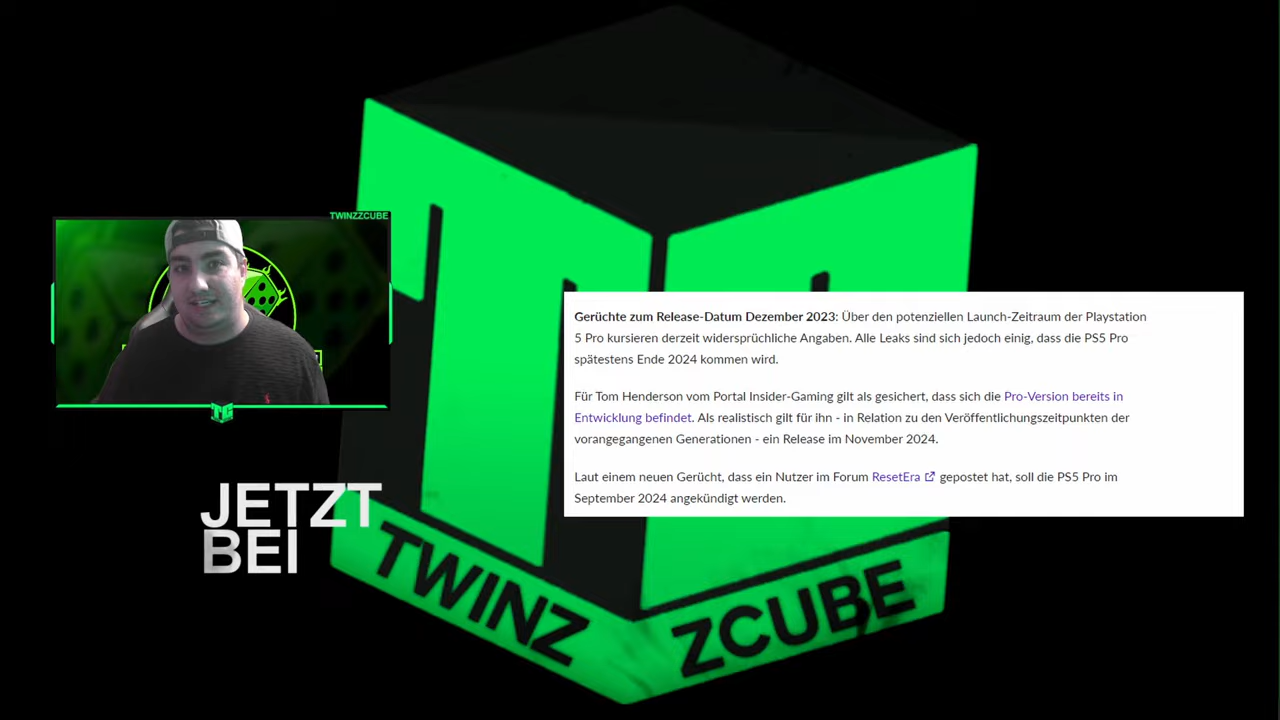 TWINZZCUBE
Gerüchte zum Release-Datum Dezember 2023: Über den potenziellen Launch-Zeitraum der Playstation
5 Pro kursieren derzeit widersprüchliche Angaben. Alle Leaks sind sich jedoch einig, dass die PS5 Pro
spätestens Ende 2024 kommen wird.
Für Tom Henderson vom Portal Insider-Gaming gilt als gesichert, dass sich die Pro-Version bereits in
Entwicklung befindet. Als realistisch gilt für ihn - in Relation zu den Veröffentlichungszeitpunkten der
vorangegangenen Generationen - ein Release im November 2024.
Laut einem neuen Gerücht, dass ein Nutzer im Forum ResetEra gepostet hat, soll die PS5 Pro im
September 2024 angekündigt werden.
JETZT
BEI
TWINZ
ZCUBE